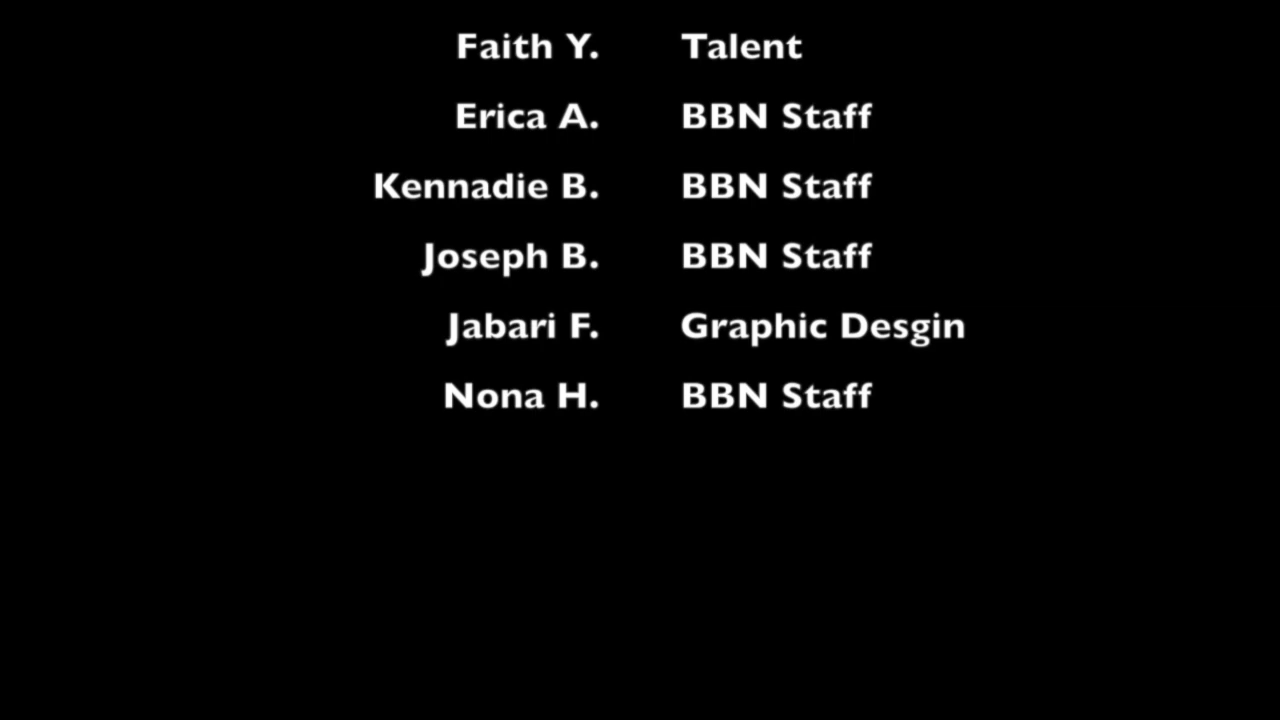 Faith Y. Talent
Erica A. BBN Staff
Kennadie B. BBN Staff
Joseph B. BBN Staff
Jabari F. Graphic Desgin
Nona H. BBN Staff